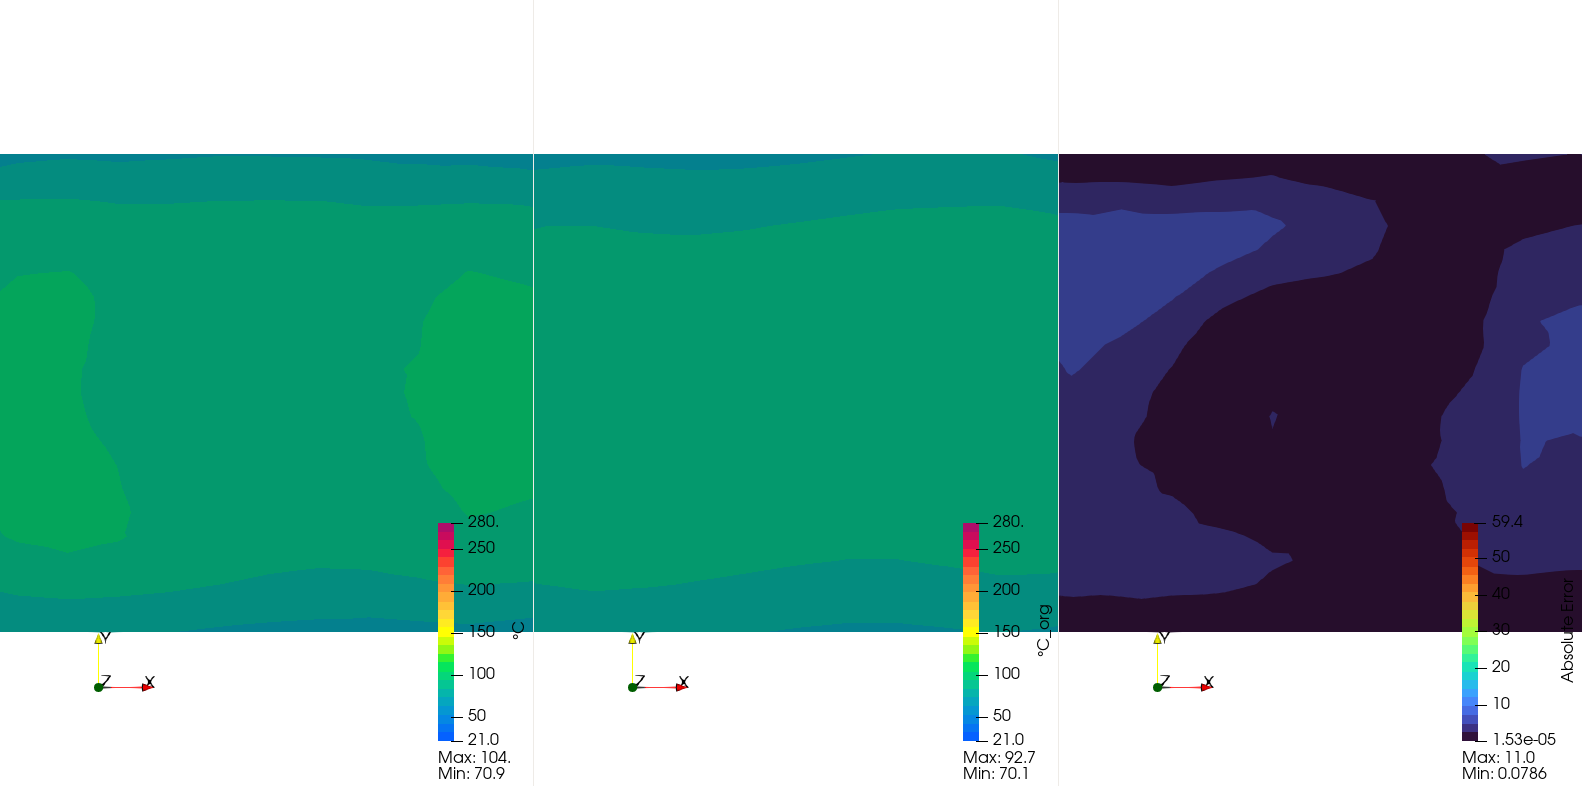 280.
250
200
150
100
50
21.0
°C
Max: 104.
Min: 70.9
Y
Z
X
280.
250
200
150
100
50
21.0
°C_org
Max: 92.7
Min: 70.1
Y
Z
X
59.4
50
40
30
20
10
1.53e-05
Absolute Error
Max: 11.0
Min: 0.0786
Y
Z
X